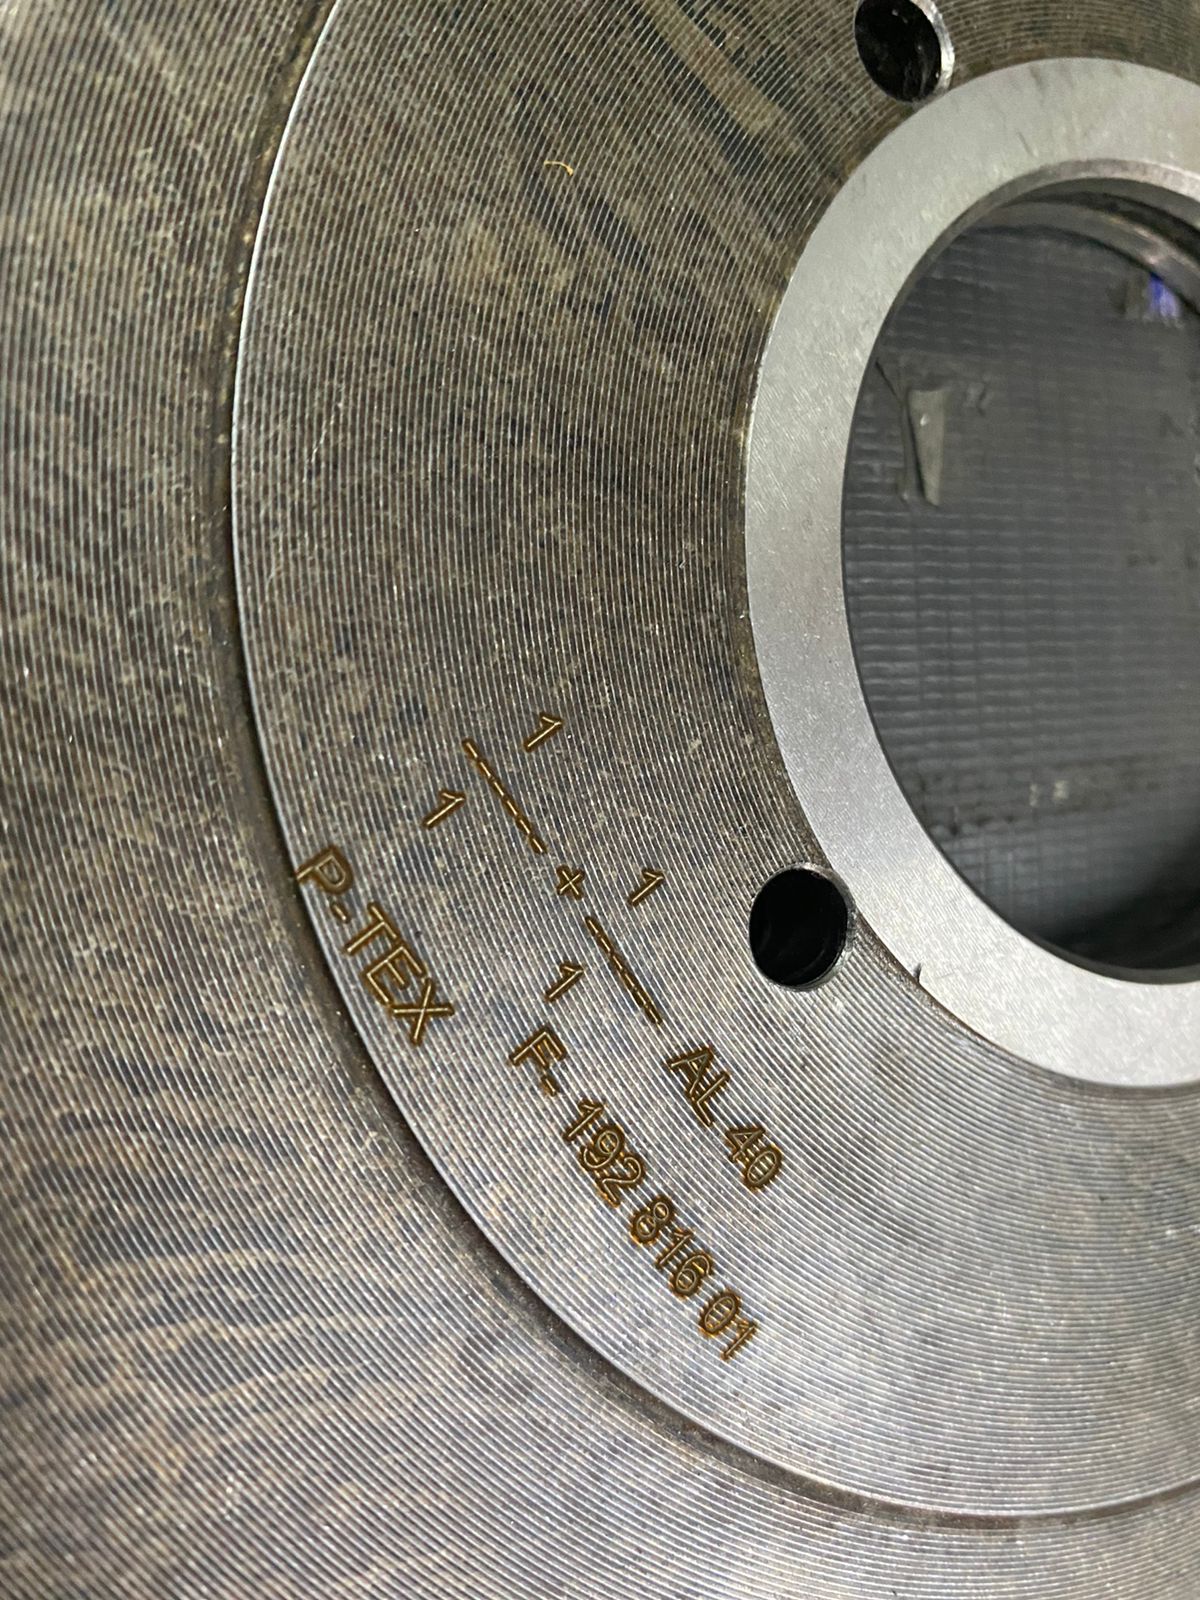 1 1
-----+-----AL 40
1 1
F- 192 816 01
P-TEX